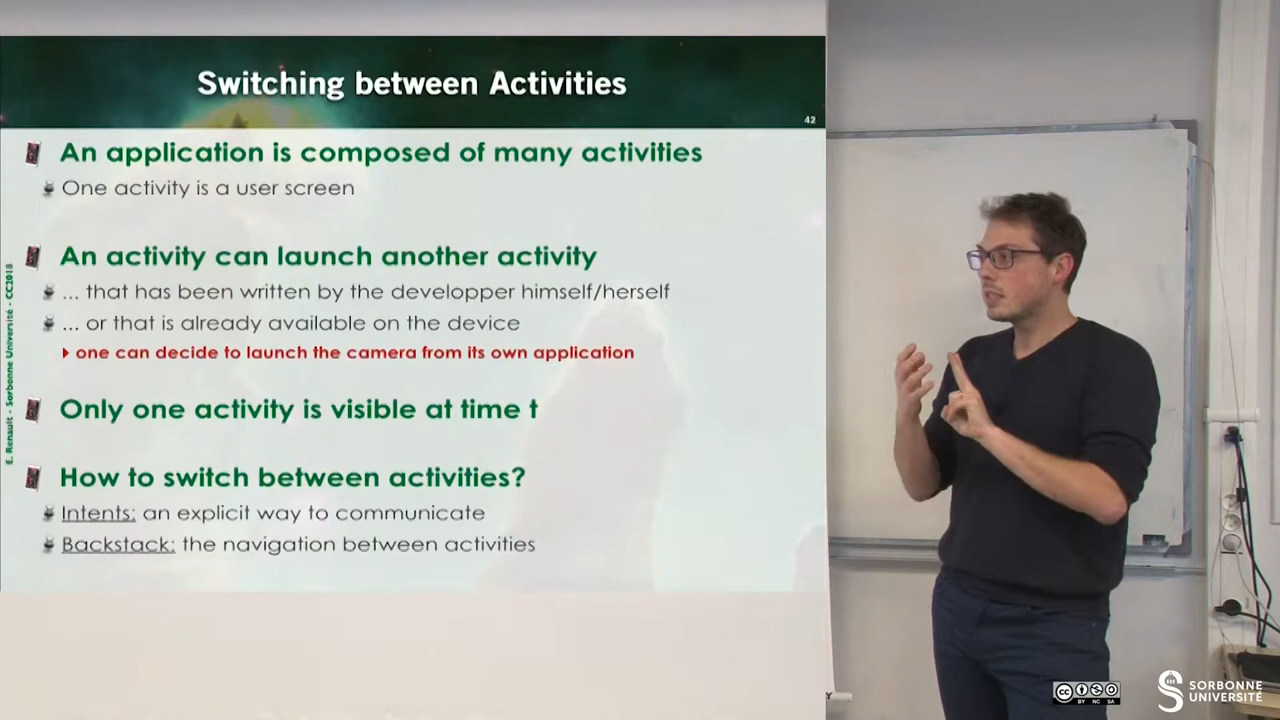 Switching between Activities
42
An application is composed of many activities
One activity is a user screen
An activity can launch another activity
... that has been written by the developper himself/herself
... or that is already available on the device
one can decide to launch the camera from its own application
Only one activity is visible at time t
How to switch between activities?
Intents: an explicit way to communicate
Backstack: the navigation between activities
E. Renault - Sorbonne Université - CC2018
CC BY NC SA
SORBONNE
UNIVERSITÉ